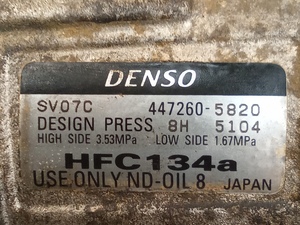 DENSO
SV07C 447260-5820
DESIGN PRESS 8H 5104
HIGH SIDE 3.53MPa LOW SIDE 1.67MPa
HFC134a
USE ONLY ND-OIL 8 JAPAN